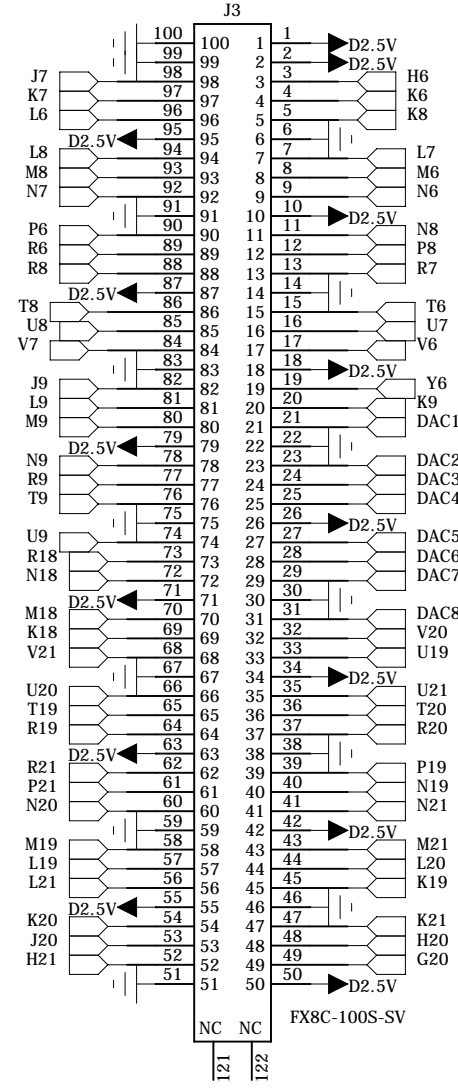 J3
100 100 1 1 D2.5V
99 99 2 2 D2.5V
J7 98 98 3 3 H6
K7 97 97 4 4 K6
L6 96 96 5 5 K8
D2.5V 95 95 6 6
L8 94 94 7 7 L7
M8 93 93 8 8 M6
N7 92 92 9 9 N6
91 91 10 10 D2.5V
P6 90 90 11 11 N8
R6 89 89 12 12 P8
R8 88 88 13 13 R7
D2.5V 87 87 14 14
T8 86 86 15 15 T6
U8 85 85 16 16 U7
V7 84 84 17 17 V6
83 83 18 18 D2.5V
J9 82 82 19 19 Y6
L9 81 81 20 20 K9
M9 80 80 21 21 DAC1
D2.5V 79 79 22 22
N9 78 78 23 23 DAC2
R9 77 77 24 24 DAC3
T9 76 76 25 25 DAC4
75 75 26 26 D2.5V
U9 74 74 27 27 DAC5
R18 73 73 28 28 DAC6
N18 72 72 29 29 DAC7
D2.5V 71 71 30 30
M18 70 70 31 31 DAC8
K18 69 69 32 32 V20
V21 68 68 33 33 U19
67 67 34 34 D2.5V
U20 66 66 35 35 U21
T19 65 65 36 36 T20
R19 64 64 37 37 R20
D2.5V 63 63 38 38
R21 62 62 39 39 P19
P21 61 61 40 40 N19
N20 60 60 41 41 N21
59 59 42 42 D2.5V
M19 58 58 43 43 M21
L19 57 57 44 44 L20
L21 56 56 45 45 K19
D2.5V 55 55 46 46
K20 54 54 47 47 K21
J20 53 53 48 48 H20
H21 52 52 49 49 G20
51 51 50 50 D2.5V
FX8C-100S-SV
NC NC
121 122